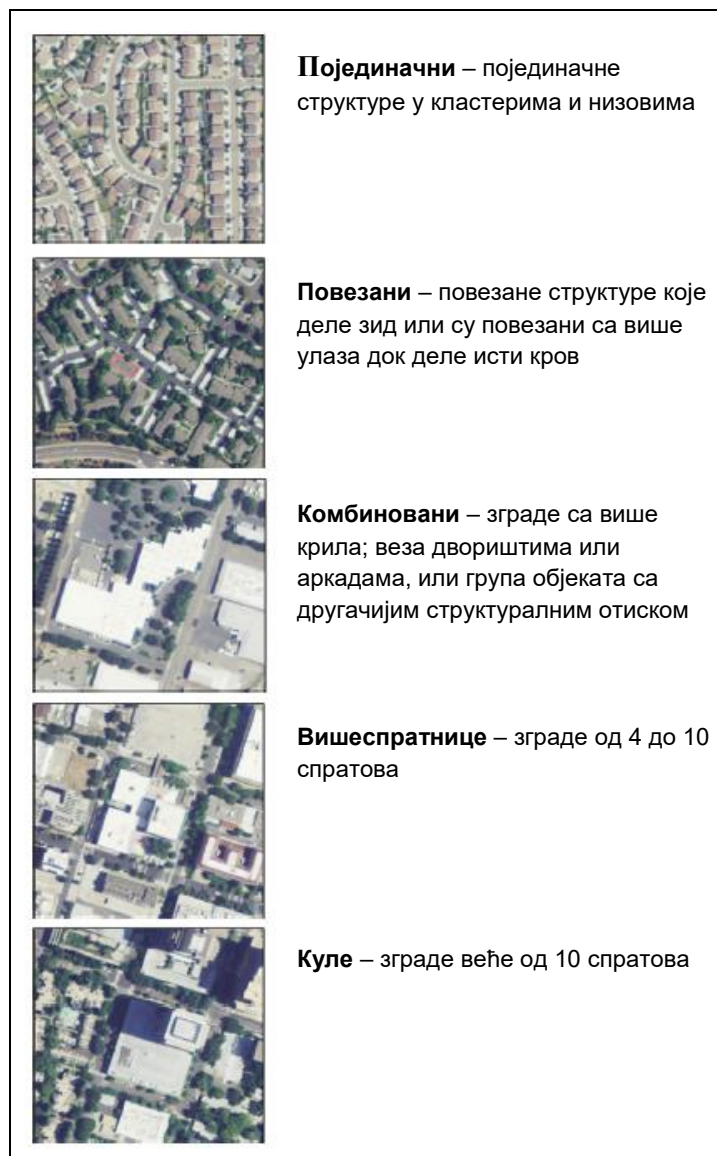 Појединачни – појединачне
структуре у кластерима и низовима
Повезани – повезане структуре које
деле зид или су повезани са више
улаза док деле исти кров
Комбиновани – зграде са више
крила; веза двориштима или
аркадама, или група објеката са
другачијим структуралним отиском
Вишеспратнице – зграде од 4 до 10
спратова
Куле – зграде веће од 10 спратова